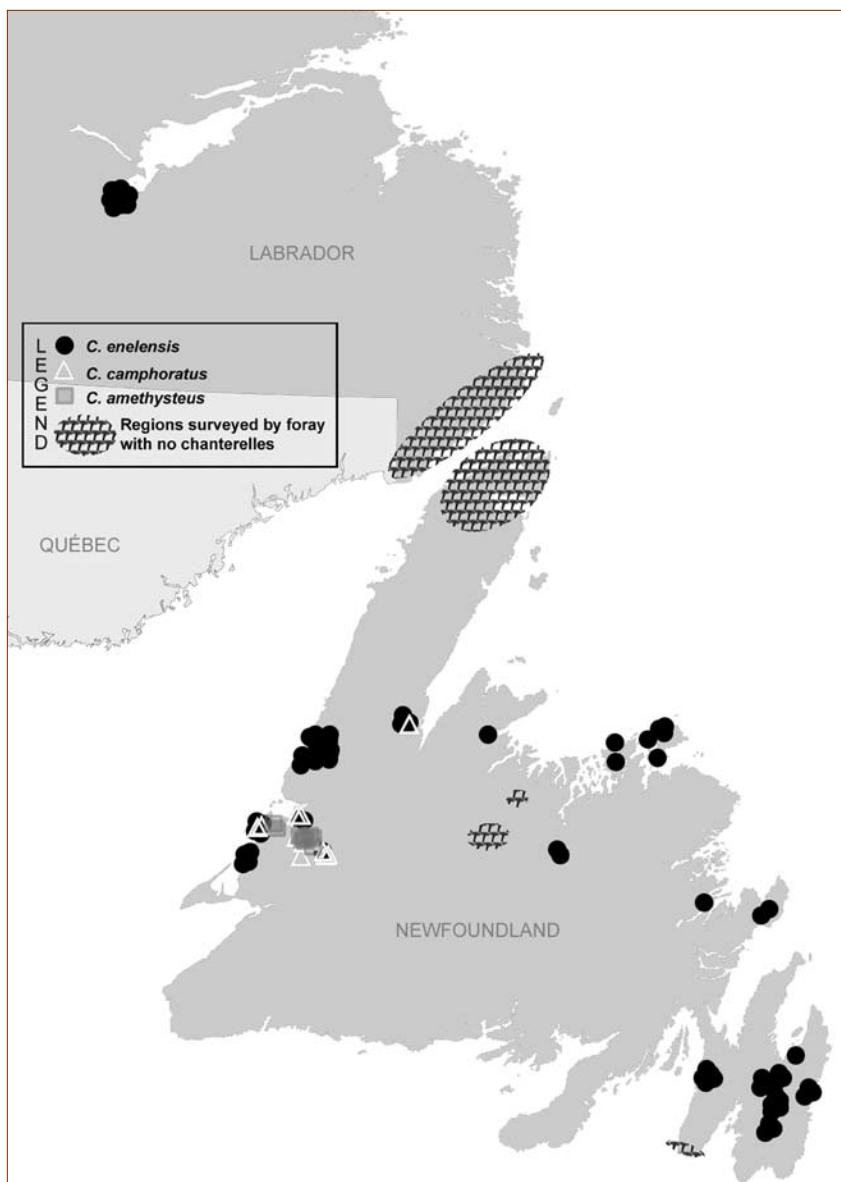 LABRADOR
LEGEND
C. enelensis
C. camphoratus
C. amethysteus
Regions surveyed by foray
with no chanterelles
QUÉBEC
NEWFOUNDLAND